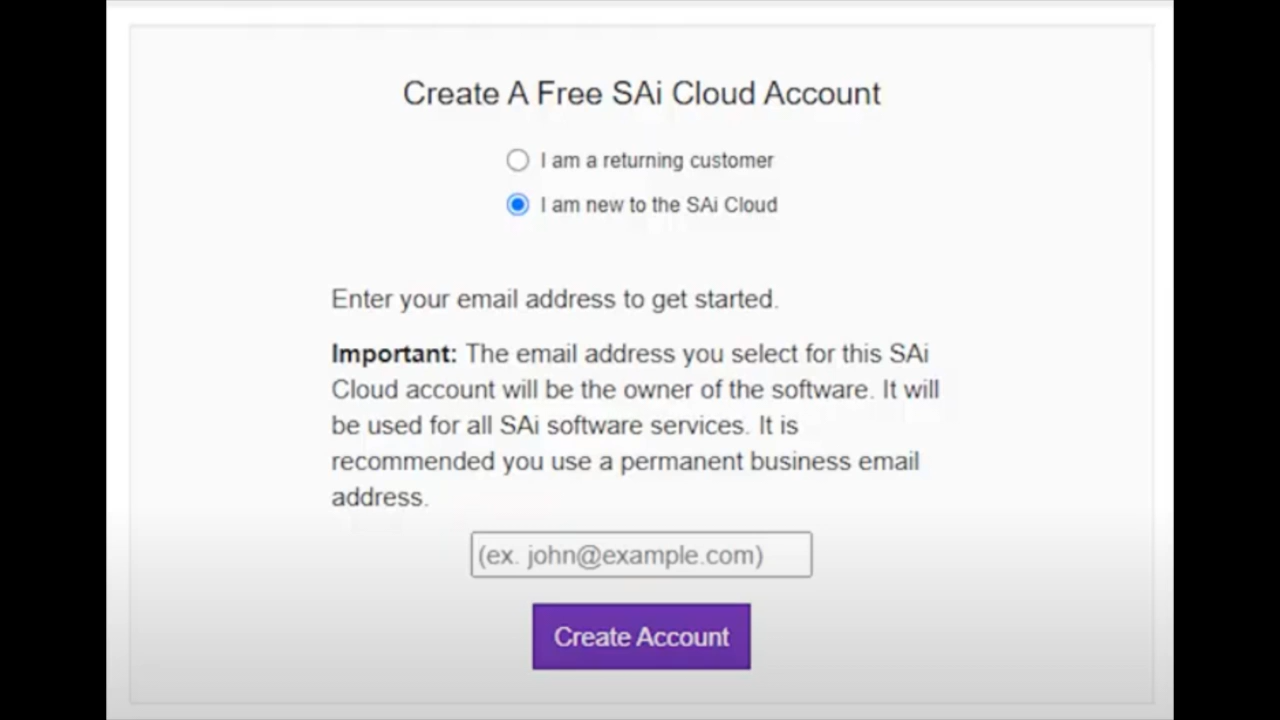 Create A Free SAi Cloud Account
I am a returning customer
I am new to the SAi Cloud
Enter your email address to get started.
Important: The email address you select for this SAi
Cloud account will be the owner of the software. It will
be used for all SAi software services. It is
recommended you use a permanent business email
address.
(ex. john@example.com)
Create Account